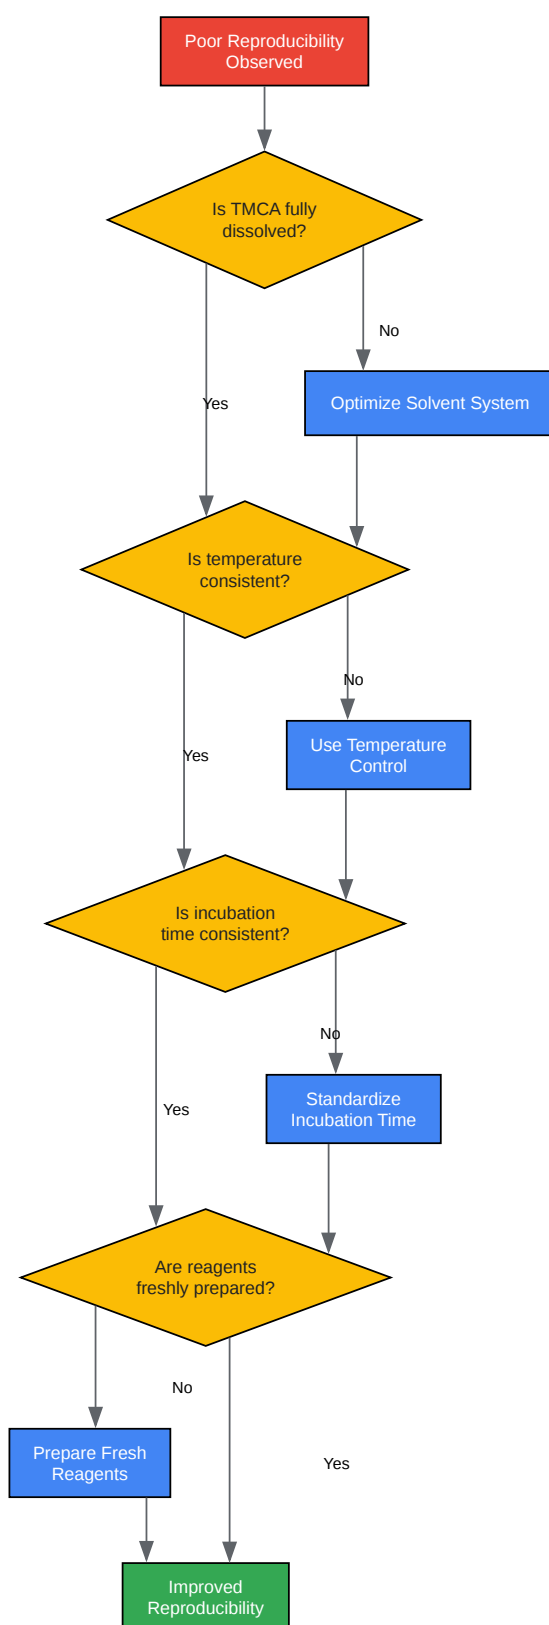 Poor Reproducibility
Observed
Is TMCA fully
dissolved?
No
Optimize Solvent System
Yes
Is temperature
consistent?
No
Use Temperature
Control
Yes
Is incubation
time consistent?
No
Standardize
Incubation Time
Yes
Are reagents
freshly prepared?
No
Prepare Fresh
Reagents
Yes
Improved
Reproducibility